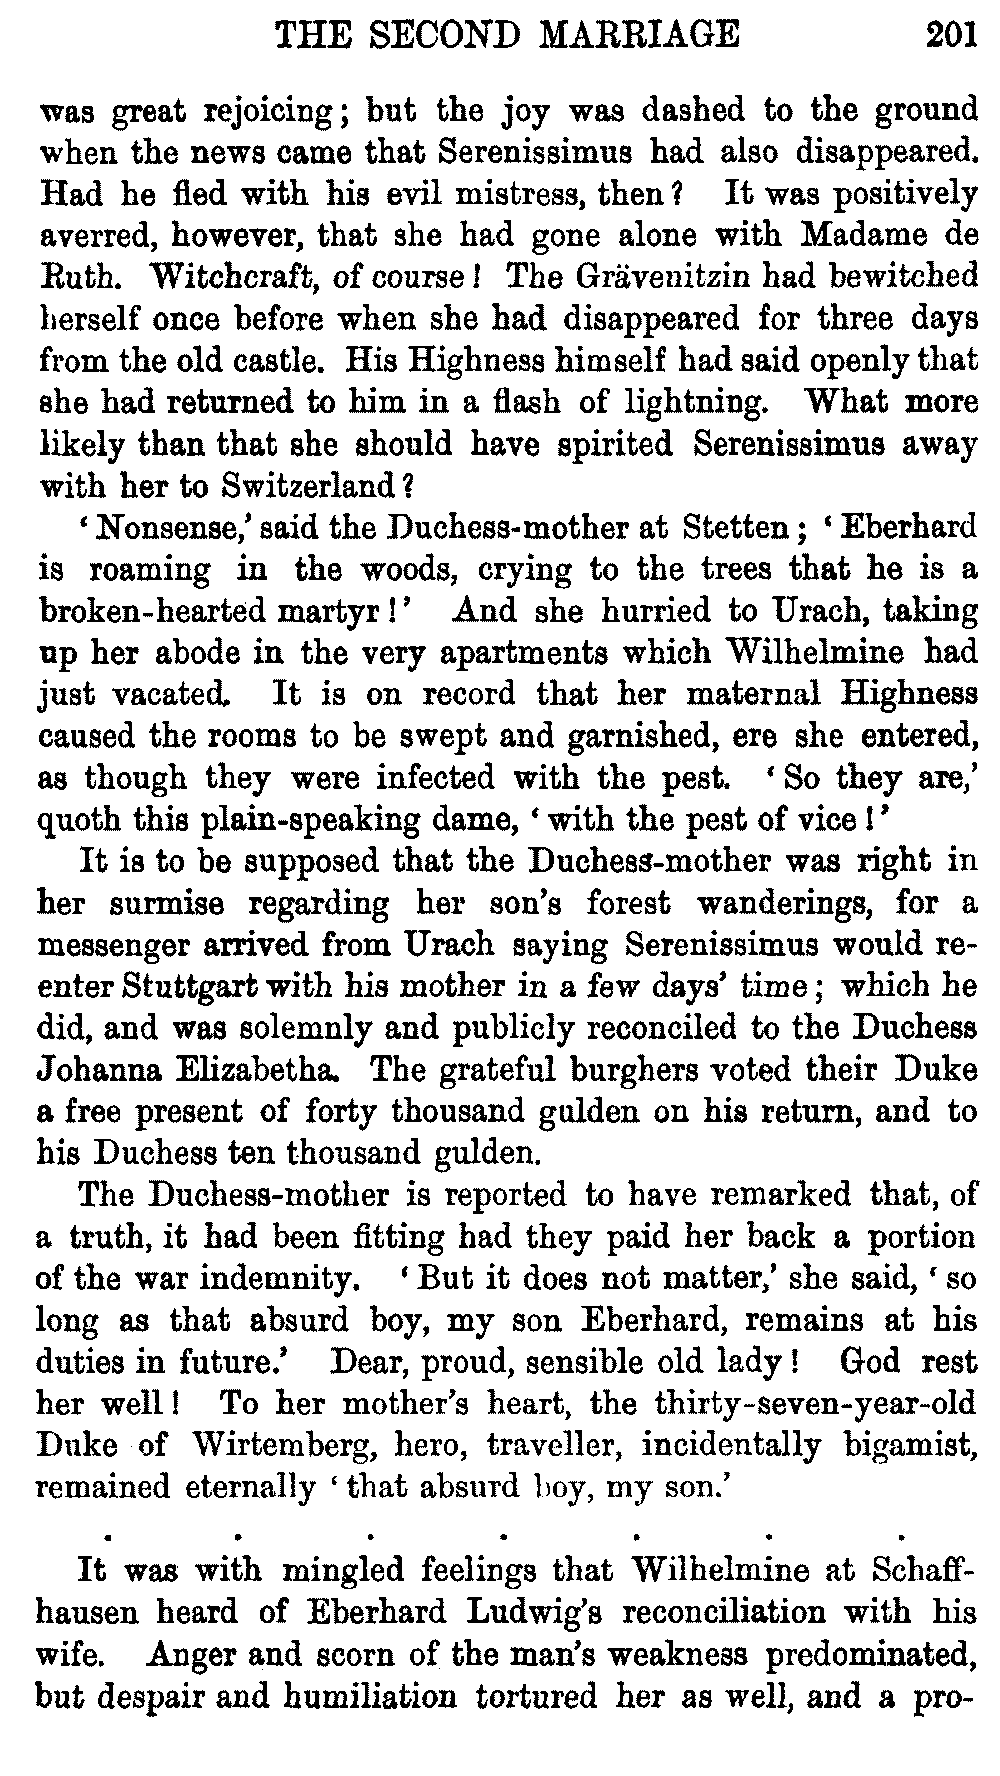 THE SECOND MARRIAGE 201
was great rejoicing; but the joy was dashed to the ground
when the news came that Serenissimus had also disappeared.
Had he fled with his evil mistress, then? It was positively
averred, however, that she had gone alone with Madame de
Ruth. Witchcraft, of course! The Grävenitzin had bewitched
herself once before when she had disappeared for three days
from the old castle. His Highness himself had said openly that
she had returned to him in a flash of lightning. What more
likely than that she should have spirited Serenissimus away
with her to Switzerland?
‘Nonsense,’ said the Duchess-mother at Stetten; ‘Eberhard
is roaming in the woods, crying to the trees that he is a
broken-hearted martyr!’ And she hurried to Urach, taking
up her abode in the very apartments which Wilhelmine had
just vacated. It is on record that her maternal Highness
caused the rooms to be swept and garnished, ere she entered,
as though they were infected with the pest. ‘So they are,’
quoth this plain-speaking dame, ‘with the pest of vice!’
It is to be supposed that the Duchess-mother was right in
her surmise regarding her son’s forest wanderings, for a
messenger arrived from Urach saying Serenissimus would re-
enter Stuttgart with his mother in a few days’ time; which he
did, and was solemnly and publicly reconciled to the Duchess
Johanna Elizabetha. The grateful burghers voted their Duke
a free present of forty thousand gulden on his return, and to
his Duchess ten thousand gulden.
The Duchess-mother is reported to have remarked that, of
a truth, it had been fitting had they paid her back a portion
of the war indemnity. ‘But it does not matter,’ she said, ‘so
long as that absurd boy, my son Eberhard, remains at his
duties in future.’ Dear, proud, sensible old lady! God rest
her well! To her mother’s heart, the thirty-seven-year-old
Duke of Wirtemberg, hero, traveller, incidentally bigamist,
remained eternally ‘that absurd boy, my son.’
. . . . . . .
It was with mingled feelings that Wilhelmine at Schaff-
hausen heard of Eberhard Ludwig’s reconciliation with his
wife. Anger and scorn of the man’s weakness predominated,
but despair and humiliation tortured her as well, and a pro-